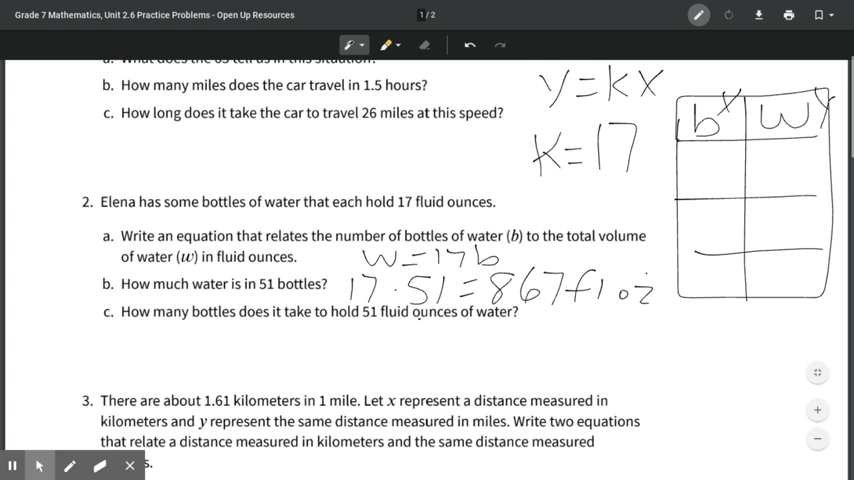 Grade 7 Mathematics, Unit 2.6 Practice Problems - Open Up Resources
1 / 2
b. How many miles does the car travel in 1.5 hours?
c. How long does it take the car to travel 26 miles at this speed?
y = kx
K = 17
b x w y
2. Elena has some bottles of water that each hold 17 fluid ounces.
a. Write an equation that relates the number of bottles of water (b) to the total volume
of water (w) in fluid ounces.
w = 17b
b. How much water is in 51 bottles?
17 · 51 = 867 fl oz
c. How many bottles does it take to hold 51 fluid ounces of water?
3. There are about 1.61 kilometers in 1 mile. Let x represent a distance measured in
kilometers and y represent the same distance measured in miles. Write two equations
that relate a distance measured in kilometers and the same distance measured